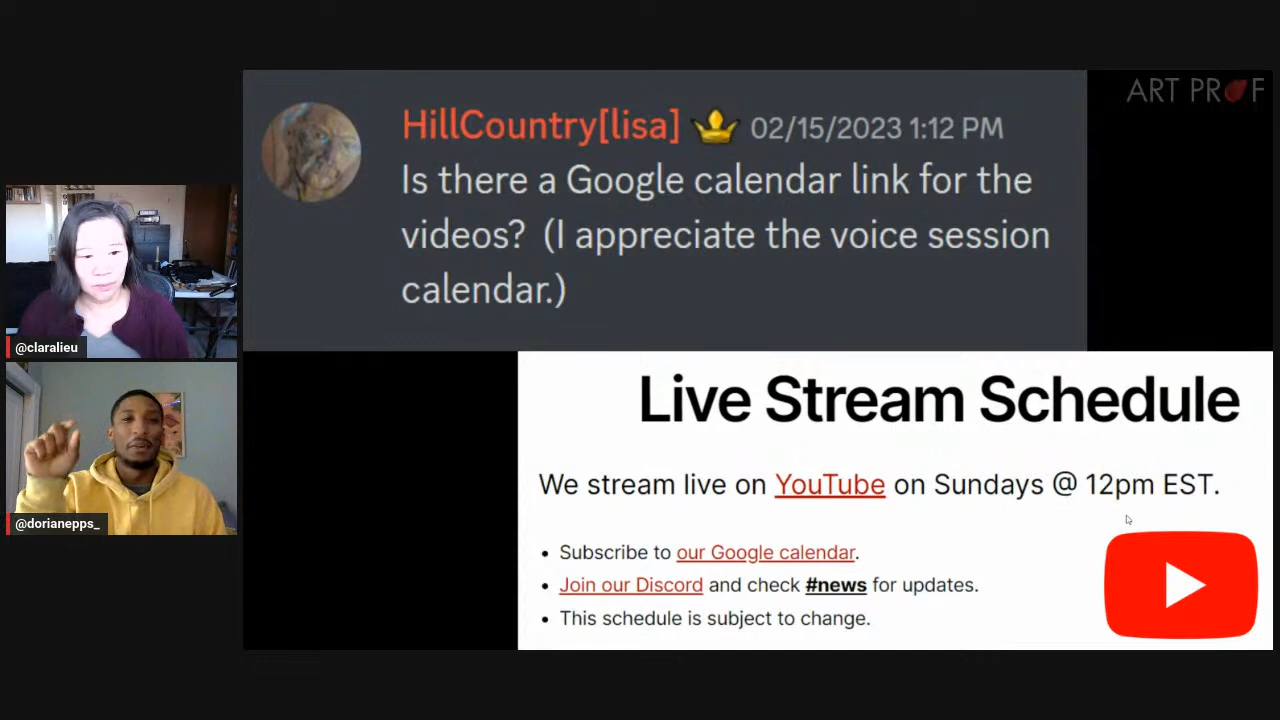 ART PROF
HillCountry[lisa] 02/15/2023 1:12 PM
Is there a Google calendar link for the
videos? (I appreciate the voice session
calendar.)
@claralieu
@dorianepps_
Live Stream Schedule
We stream live on YouTube on Sundays @ 12pm EST.
• Subscribe to our Google calendar.
• Join our Discord and check #news for updates.
• This schedule is subject to change.